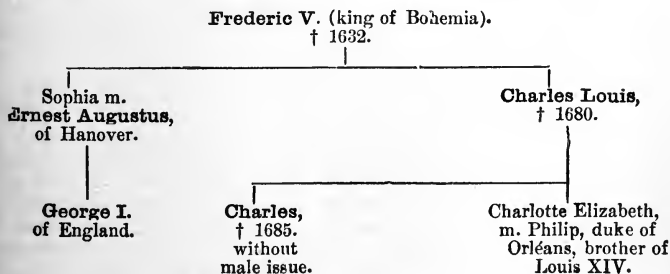 Frederic V. (king of Bohemia).
† 1632.
Sophia m.
Ernest Augustus,
of Hanover.
Charles Louis,
† 1680.
George I.
of England.
Charles,
† 1685.
without
male issue.
Charlotte Elizabeth,
m. Philip, duke of
Orléans, brother of
Louis XIV.